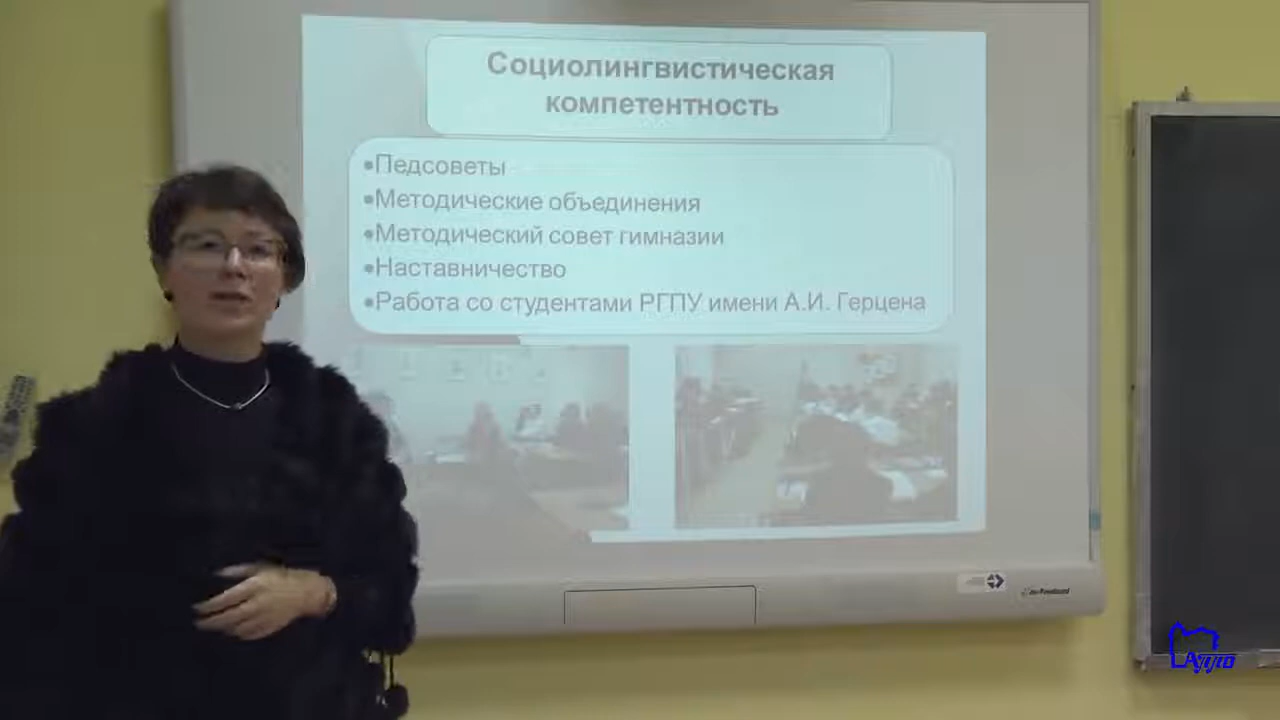 Социолингвистическая
компетентность
•Педсоветы
•Методические объединения
•Методический совет гимназии
•Наставничество
•Работа со студентами РГПУ имени А.И. Герцена